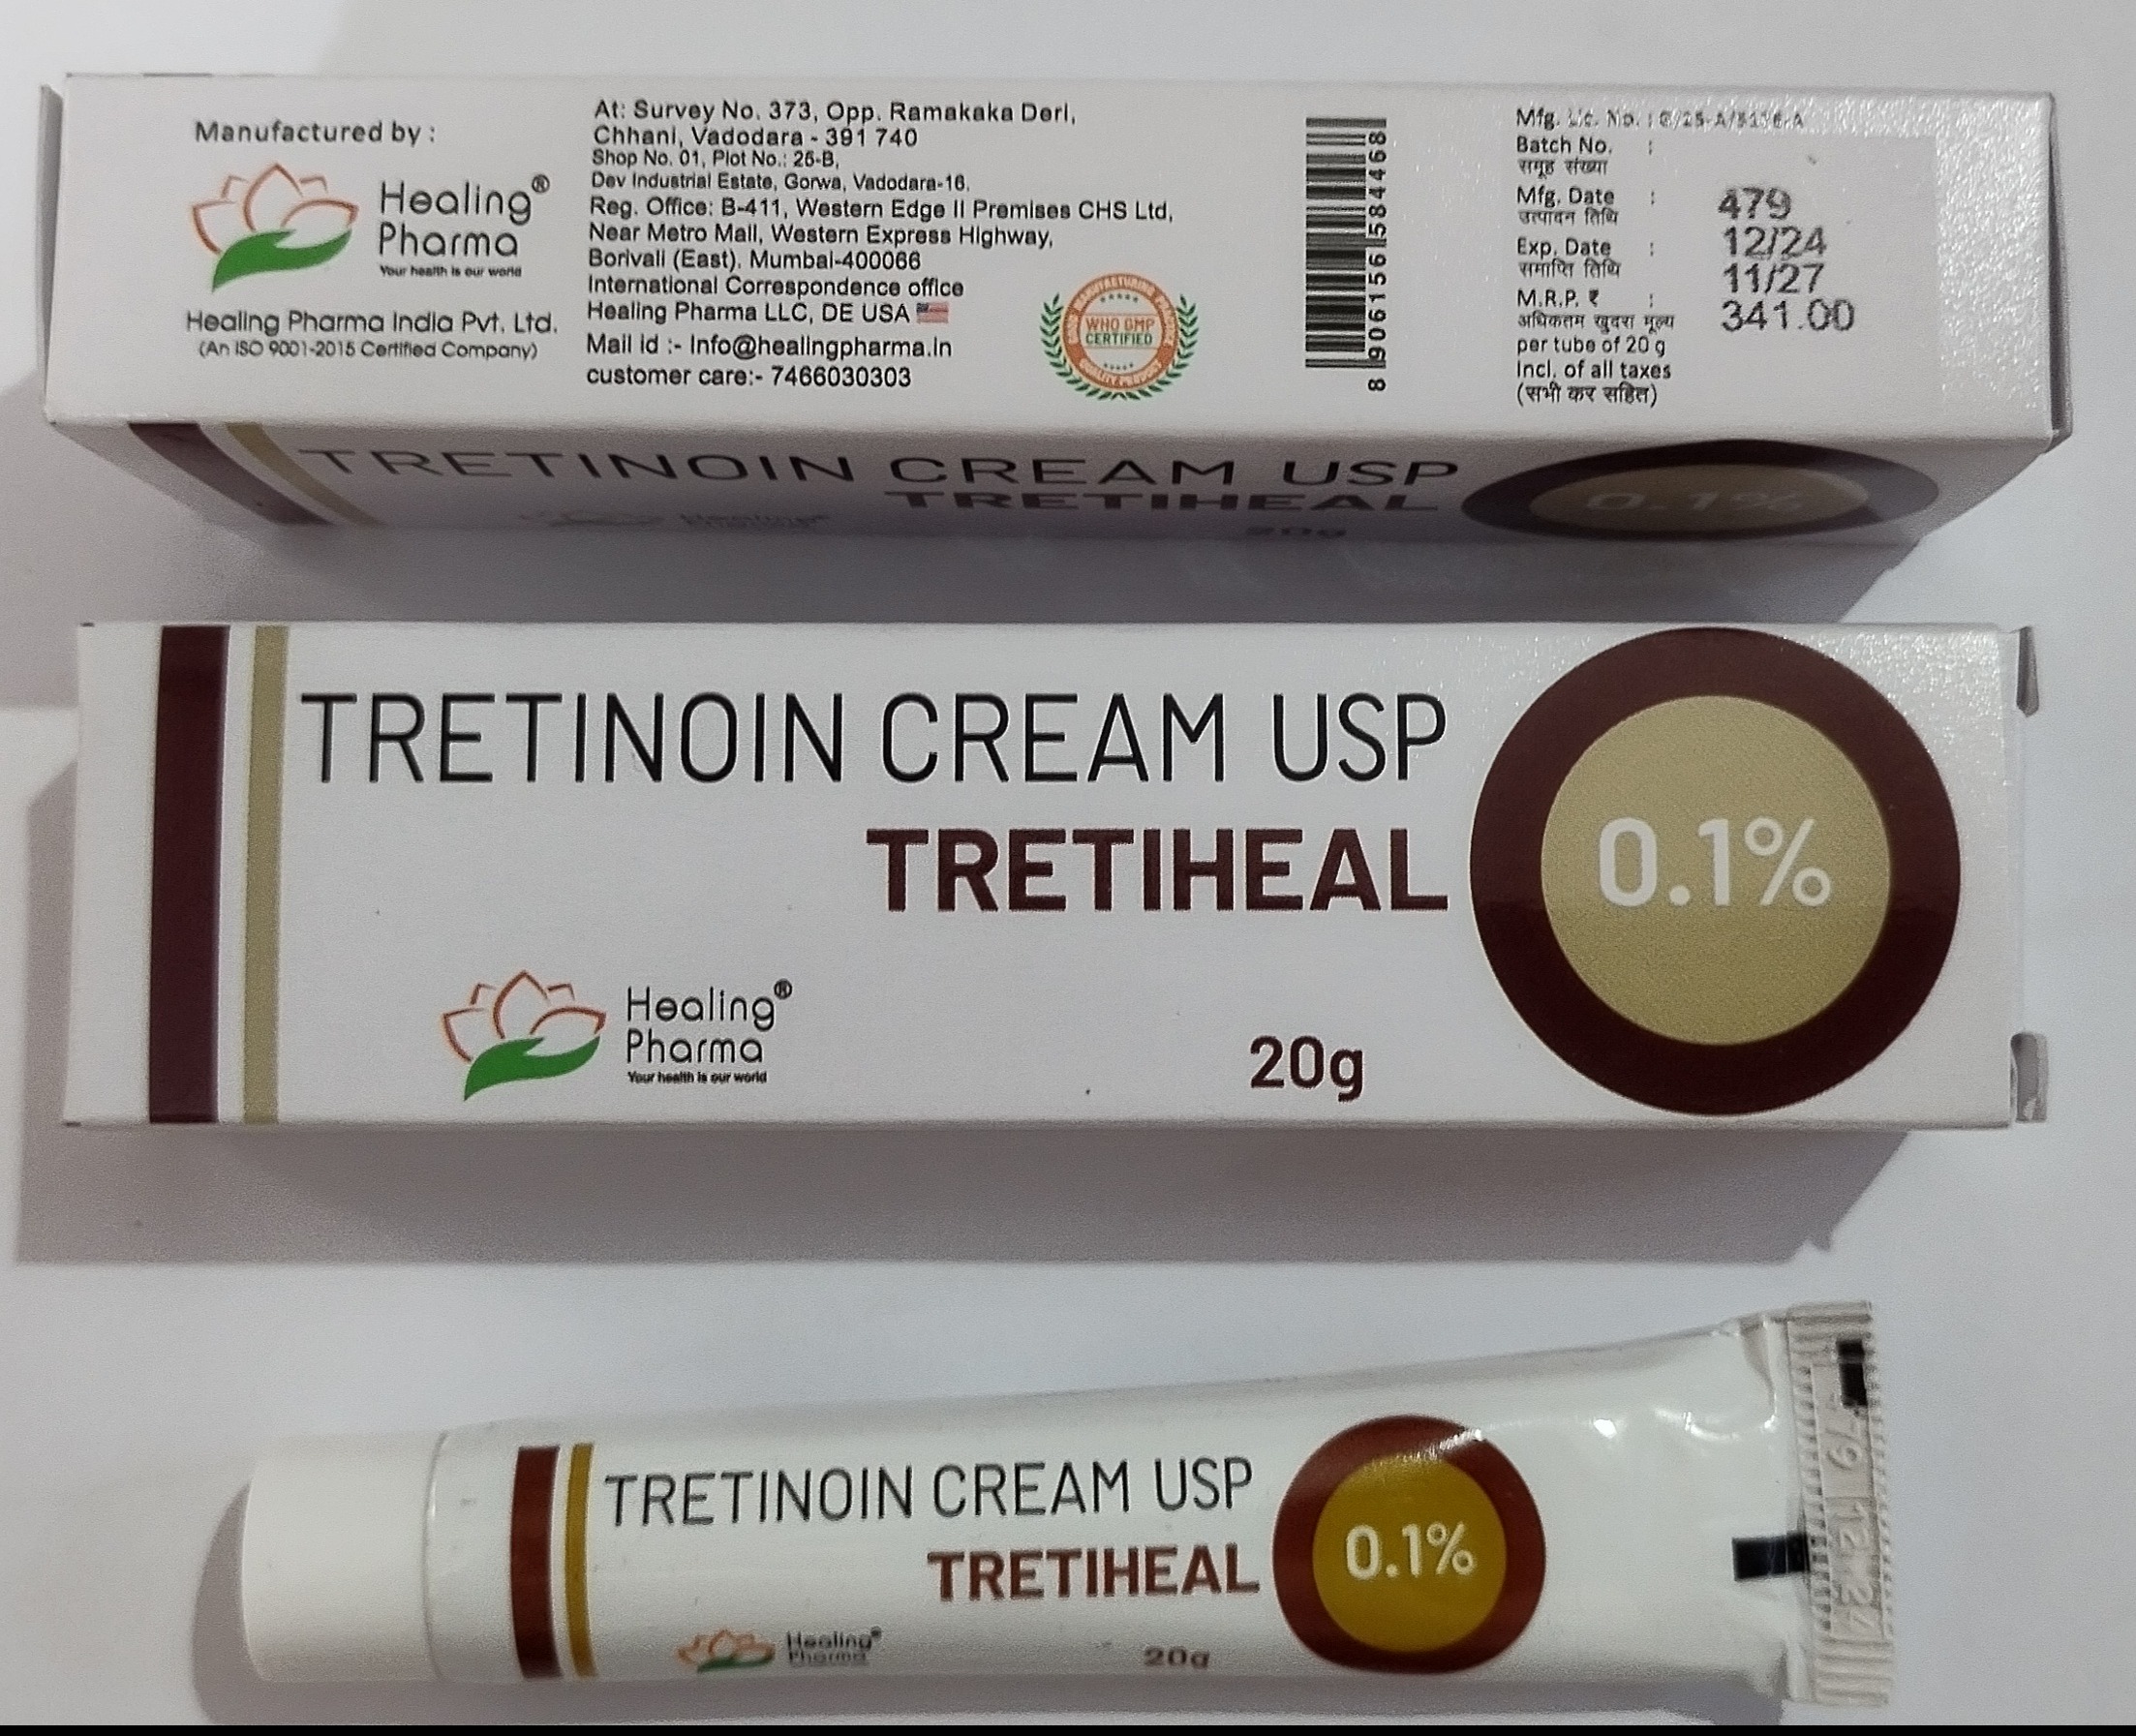 Manufactured by :
Healing®
Pharma
Your health is our world
Healing Pharma India Pvt. Ltd.
(An ISO 9001-2015 Certified Company)
At: Survey No. 373, Opp. Ramakaka Deri,
Chhani, Vadodara - 391 740
Shop No. 01, Plot No.: 25-B,
Dev Industrial Estate, Gorwa, Vadodara-16.
Reg. Office: B-411, Western Edge II Premises CHS Ltd,
Near Metro Mall, Western Express Highway,
Borivali (East), Mumbai-400066
International Correspondence office
Healing Pharma LLC, DE USA
Mail id :- Info@healingpharma.in
customer care:- 7466030303
WHO GMP
CERTIFIED
8 906156 584468
Mfg. Lic. No. :
Batch No. :
समूह संख्या
Mfg. Date :
उत्पादन तिथि
Exp. Date :
समाप्ति तिथि
M.R.P. ₹ :
अधिकतम खुदरा मूल्य
per tube of 20 g
Incl. of all taxes
(सभी कर सहित)
479
12/24
11/27
341.00
TRETINOIN CREAM USP
TRETIHEAL
0.1%
Healing®
20g
TRETINOIN CREAM USP
TRETIHEAL
0.1%
Healing®
Pharma
Your health is our world
20g
TRETINOIN CREAM USP
TRETIHEAL
0.1%
Healing®
Pharma
20g
479 12 24